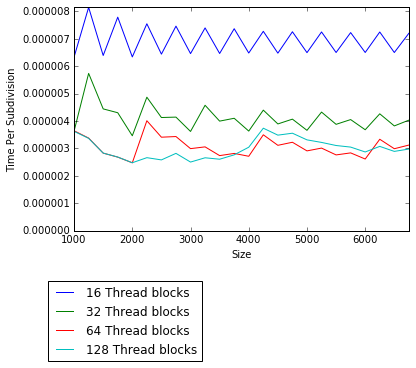 0.000008
0.000007
0.000006
0.000005
0.000004
0.000003
0.000002
0.000001
0.000000
Time Per Subdivision
1000 2000 3000 4000 5000 6000
Size
16 Thread blocks
32 Thread blocks
64 Thread blocks
128 Thread blocks